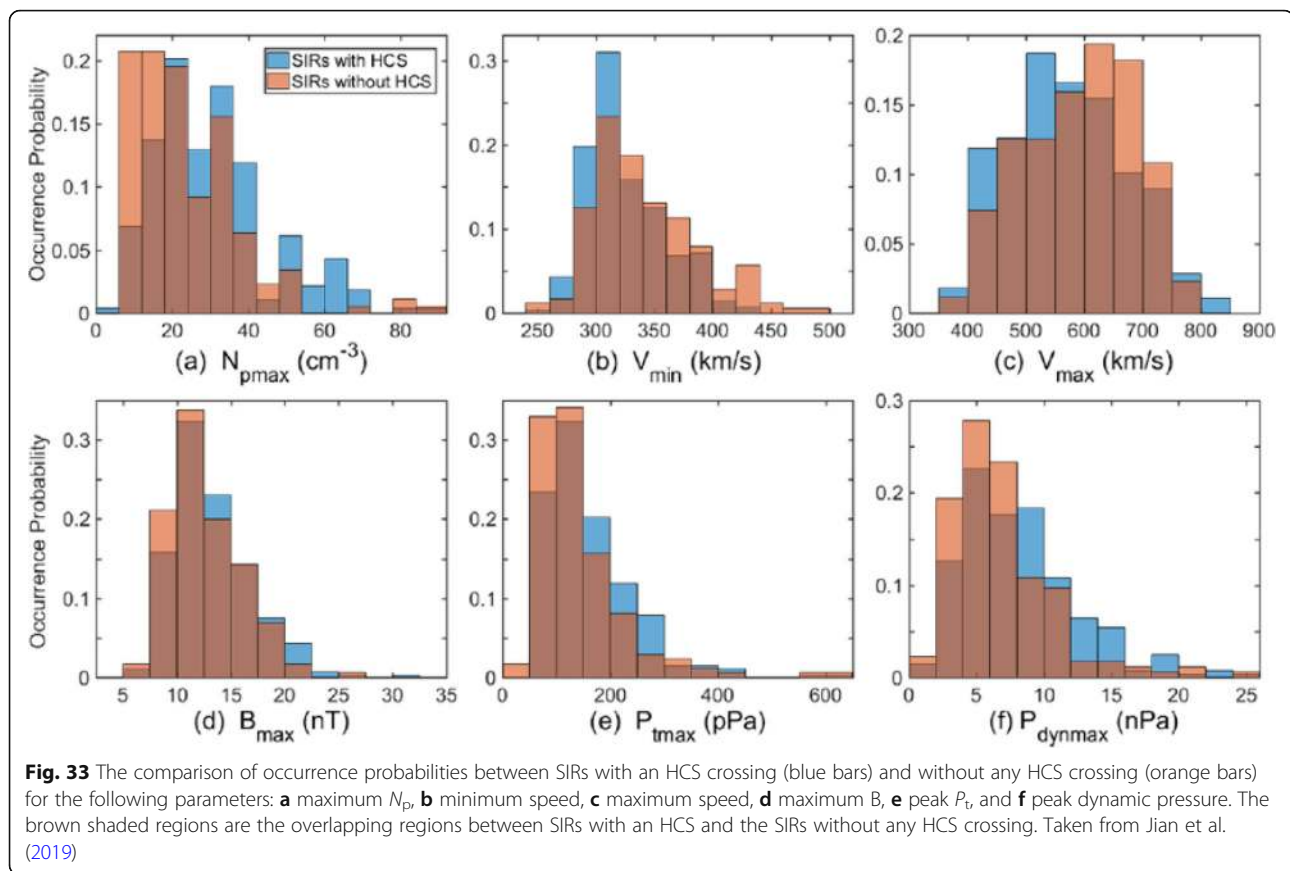 SIRs with HCS
SIRs without HCS
Occurrence Probability
0.2
0.15
0.1
0.05
0
0 20 40 60 80
(a) Npmax (cm-3)
0.3
0.2
0.1
0
250 300 350 400 450 500
(b) Vmin (km/s)
0.2
0.15
0.1
0.05
0
300 400 500 600 700 800 900
(c) Vmax (km/s)
Occurrence Probability
0.3
0.2
0.1
0
5 10 15 20 25 30 35
(d) Bmax (nT)
0.3
0.2
0.1
0
0 200 400 600
(e) Ptmax (pPa)
0.3
0.2
0.1
0
0 5 10 15 20 25
(f) Pdynmax (nPa)
Fig. 33 The comparison of occurrence probabilities between SIRs with an HCS crossing (blue bars) and without any HCS crossing (orange bars)
for the following parameters: a maximum Np, b minimum speed, c maximum speed, d maximum B, e peak Pt, and f peak dynamic pressure. The
brown shaded regions are the overlapping regions between SIRs with an HCS and the SIRs without any HCS crossing. Taken from Jian et al.
(2019)